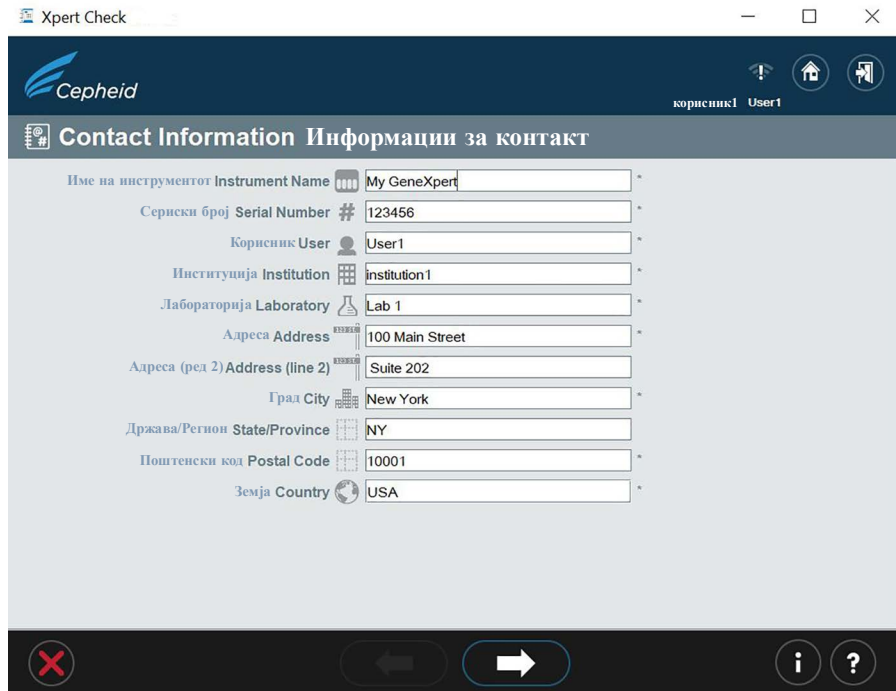 Xpert Check
Cepheid
корисник1 User1
Contact Information Информации за контакт
Име на инструментот Instrument Name My GeneXpert *
Сериски број Serial Number # 123456 *
Корисник User User1 *
Институција Institution institution1 *
Лабораторија Laboratory Lab 1 *
Адреса Address 100 Main Street *
Адреса (ред 2) Address (line 2) Suite 202
Град City New York *
Држава/Регион State/Province NY
Поштенски код Postal Code 10001 *
Земја Country USA *
i ?